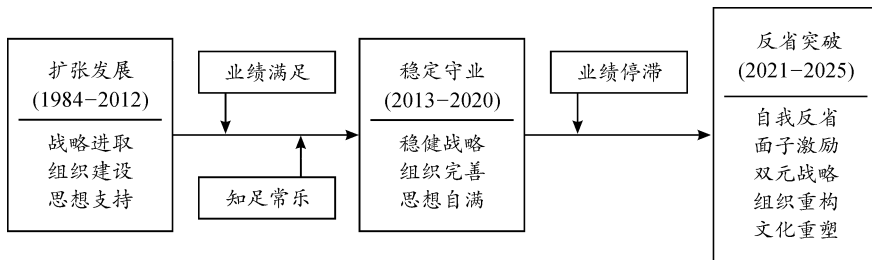 扩张发展
(1984−2012)
战略进取
组织建设
思想支持
业绩满足
知足常乐
稳定守业
(2013−2020)
稳健战略
组织完善
思想自满
业绩停滞
反省突破
(2021−2025)
自我反省
面子激励
双元战略
组织重构
文化重塑